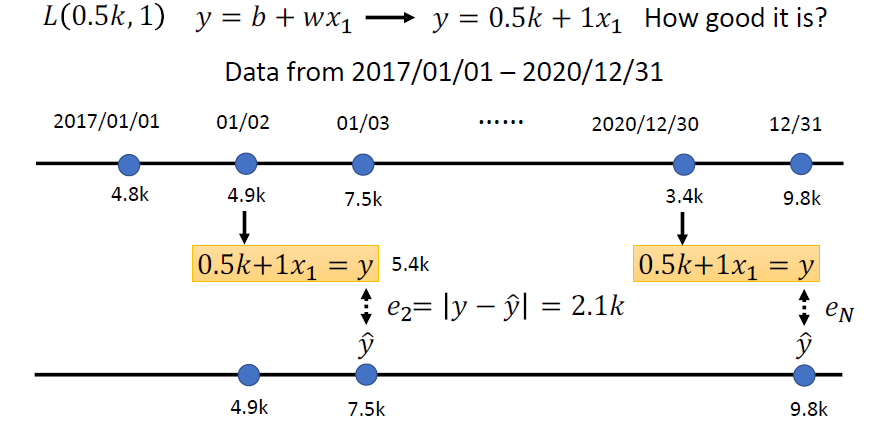 L(0.5k, 1) y = b + wx₁ ⟶ y = 0.5k + 1x₁ How good it is?
Data from 2017/01/01 – 2020/12/31
2017/01/01 01/02 01/03 …… 2020/12/30 12/31
4.8k 4.9k 7.5k 3.4k 9.8k
0.5k+1x₁ = y 5.4k 0.5k+1x₁ = y
e₂= |y − ŷ| = 2.1k e_N
ŷ ŷ
4.9k 7.5k 9.8k